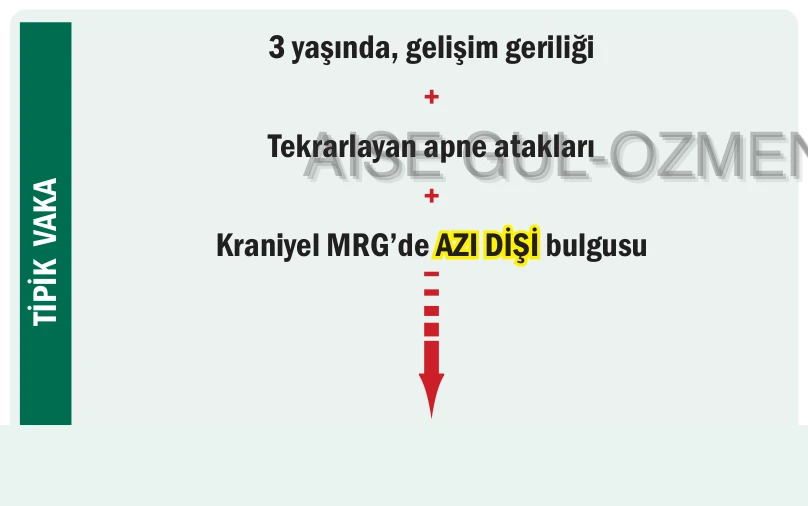 TİPİK VAKA
3 yaşında, gelişim geriliği
+
Tekrarlayan apne atakları
AISE GUL-OZMEN
+
Kraniyel MRG’de AZI DİŞİ bulgusu